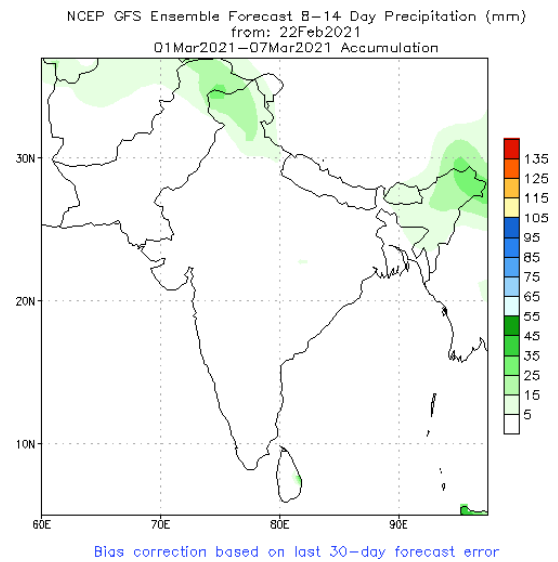 NCEP GFS Ensemble Forecast 8-14 Day Precipitation (mm)
from: 22Feb2021
01Mar2021-07Mar2021 Accumulation
30N
20N
10N
60E 70E 80E 90E
135
125
115
105
95
85
75
65
55
45
35
25
15
5
Bias correction based on last 30-day forecast error